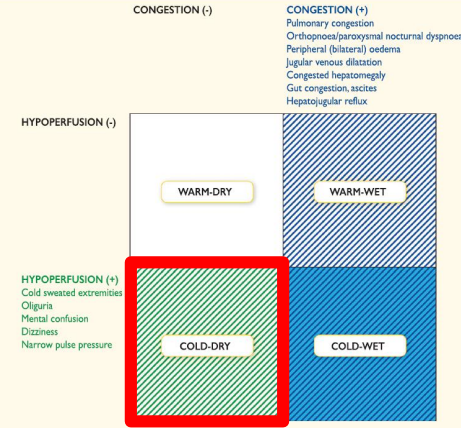 CONGESTION (-)
CONGESTION (+)
Pulmonary congestion
Orthopnoea/paroxysmal nocturnal dyspnoea
Peripheral (bilateral) oedema
Jugular venous dilatation
Congested hepatomegaly
Gut congestion, ascites
Hepatojugular reflux
HYPOPERFUSION (-)
WARM-DRY
WARM-WET
HYPOPERFUSION (+)
Cold sweated extremities
Oliguria
Mental confusion
Dizziness
Narrow pulse pressure
COLD-DRY
COLD-WET